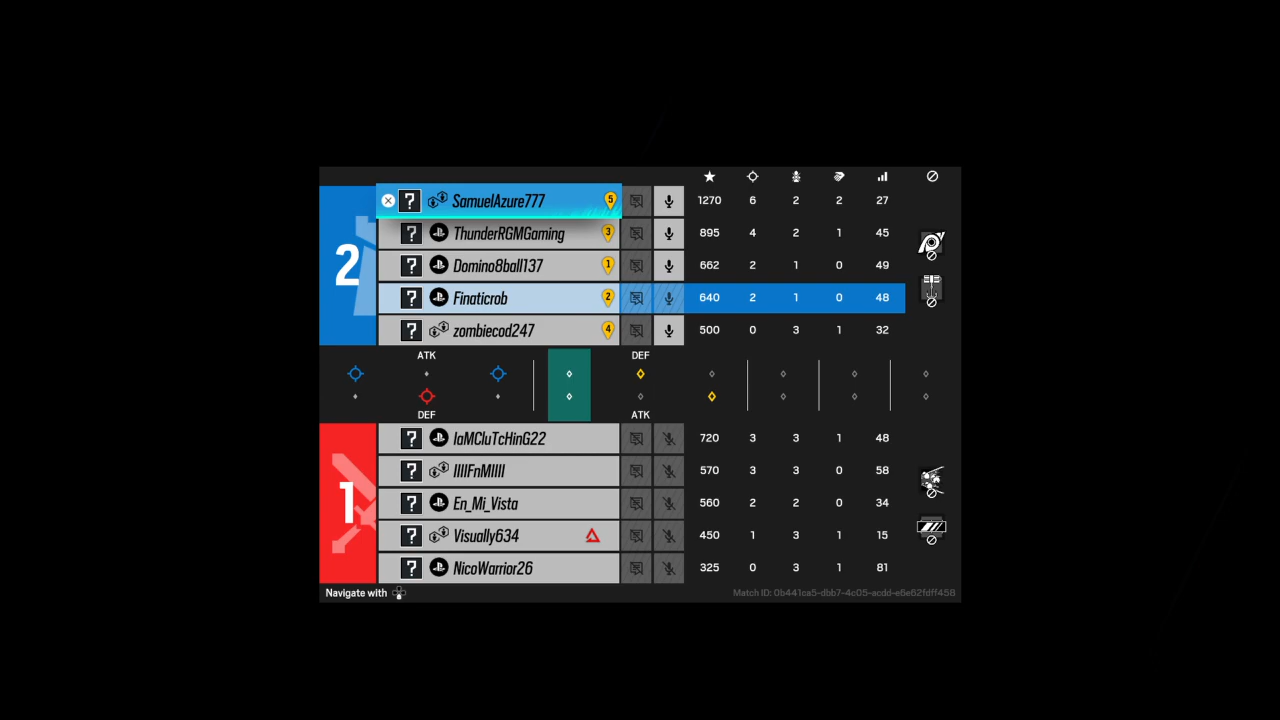 ? SamuelAzure777 5 1270 6 2 2 27
? ThunderRGMGaming 3 895 4 2 1 45
2
? Domino8ball137 1 662 2 1 0 49
? Finaticrob 2 640 2 1 0 48
? zombiecod247 4 500 0 3 1 32
ATK DEF
DEF ATK
? IaMCluTcHinG22 720 3 3 1 48
? IIIIFnMIIII 570 3 3 0 58
1
? En_Mi_Vista 560 2 2 0 34
? Visually634 450 1 3 1 15
? NicoWarrior26 325 0 3 1 81
Navigate with
Match ID: 0b441ca5-dbb7-4c05-acdd-e6e62fdff458